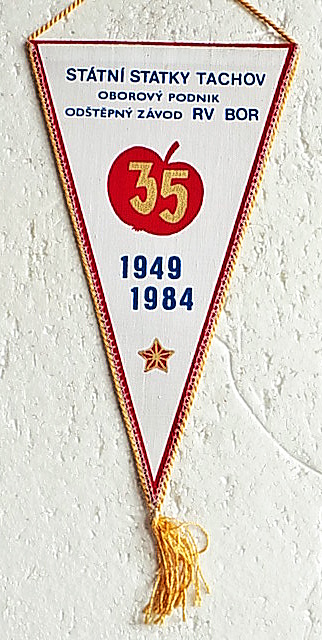 STÁTNÍ STATKY TACHOV
OBOROVÝ PODNIK
ODŠTĚPNÝ ZÁVOD RV BOR
35
1949
1984